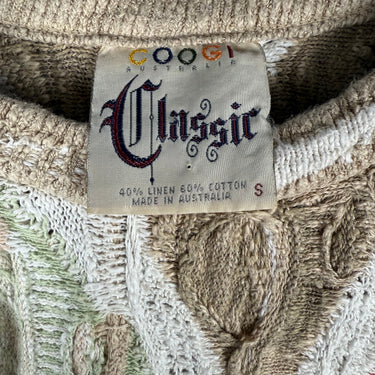 COOGI
AUSTRALIA
Classic
40% LINEN 60% COTTON S
MADE IN AUSTRALIA